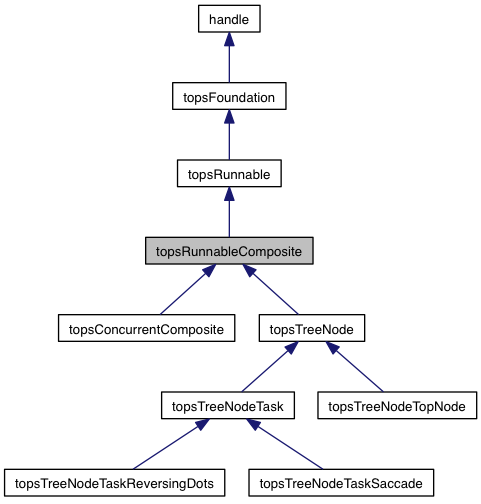 handle
topsFoundation
topsRunnable
topsRunnableComposite
topsConcurrentComposite
topsTreeNode
topsTreeNodeTask
topsTreeNodeTopNode
topsTreeNodeTaskReversingDots
topsTreeNodeTaskSaccade